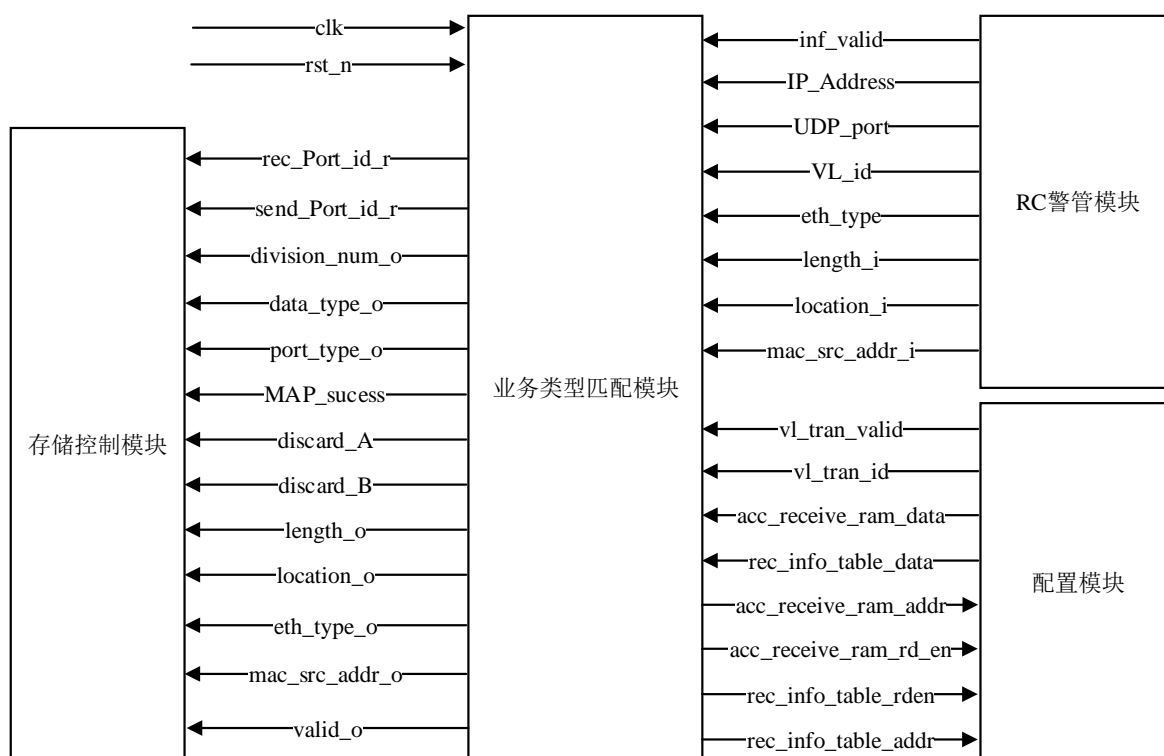 clk
rst_n
存储控制模块
rec_Port_id_r
send_Port_id_r
division_num_o
data_type_o
port_type_o
MAP_sucess
discard_A
discard_B
length_o
location_o
eth_type_o
mac_src_addr_o
valid_o
业务类型匹配模块
inf_valid
IP_Address
UDP_port
VL_id
eth_type
length_i
location_i
mac_src_addr_i
RC警管模块
vl_tran_valid
vl_tran_id
acc_receive_ram_data
rec_info_table_data
acc_receive_ram_addr
acc_receive_ram_rd_en
rec_info_table_rden
rec_info_table_addr
配置模块